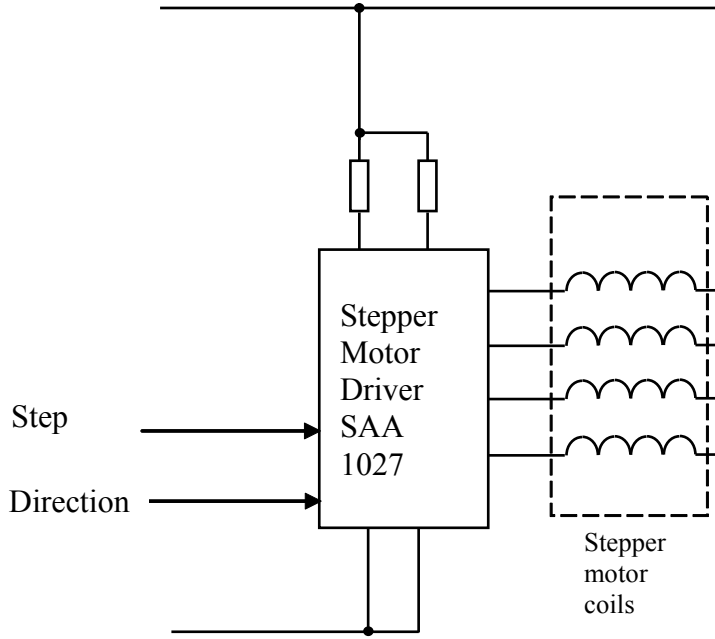 Stepper
Motor
Driver
SAA
1027
Step
Direction
Stepper
motor
coils